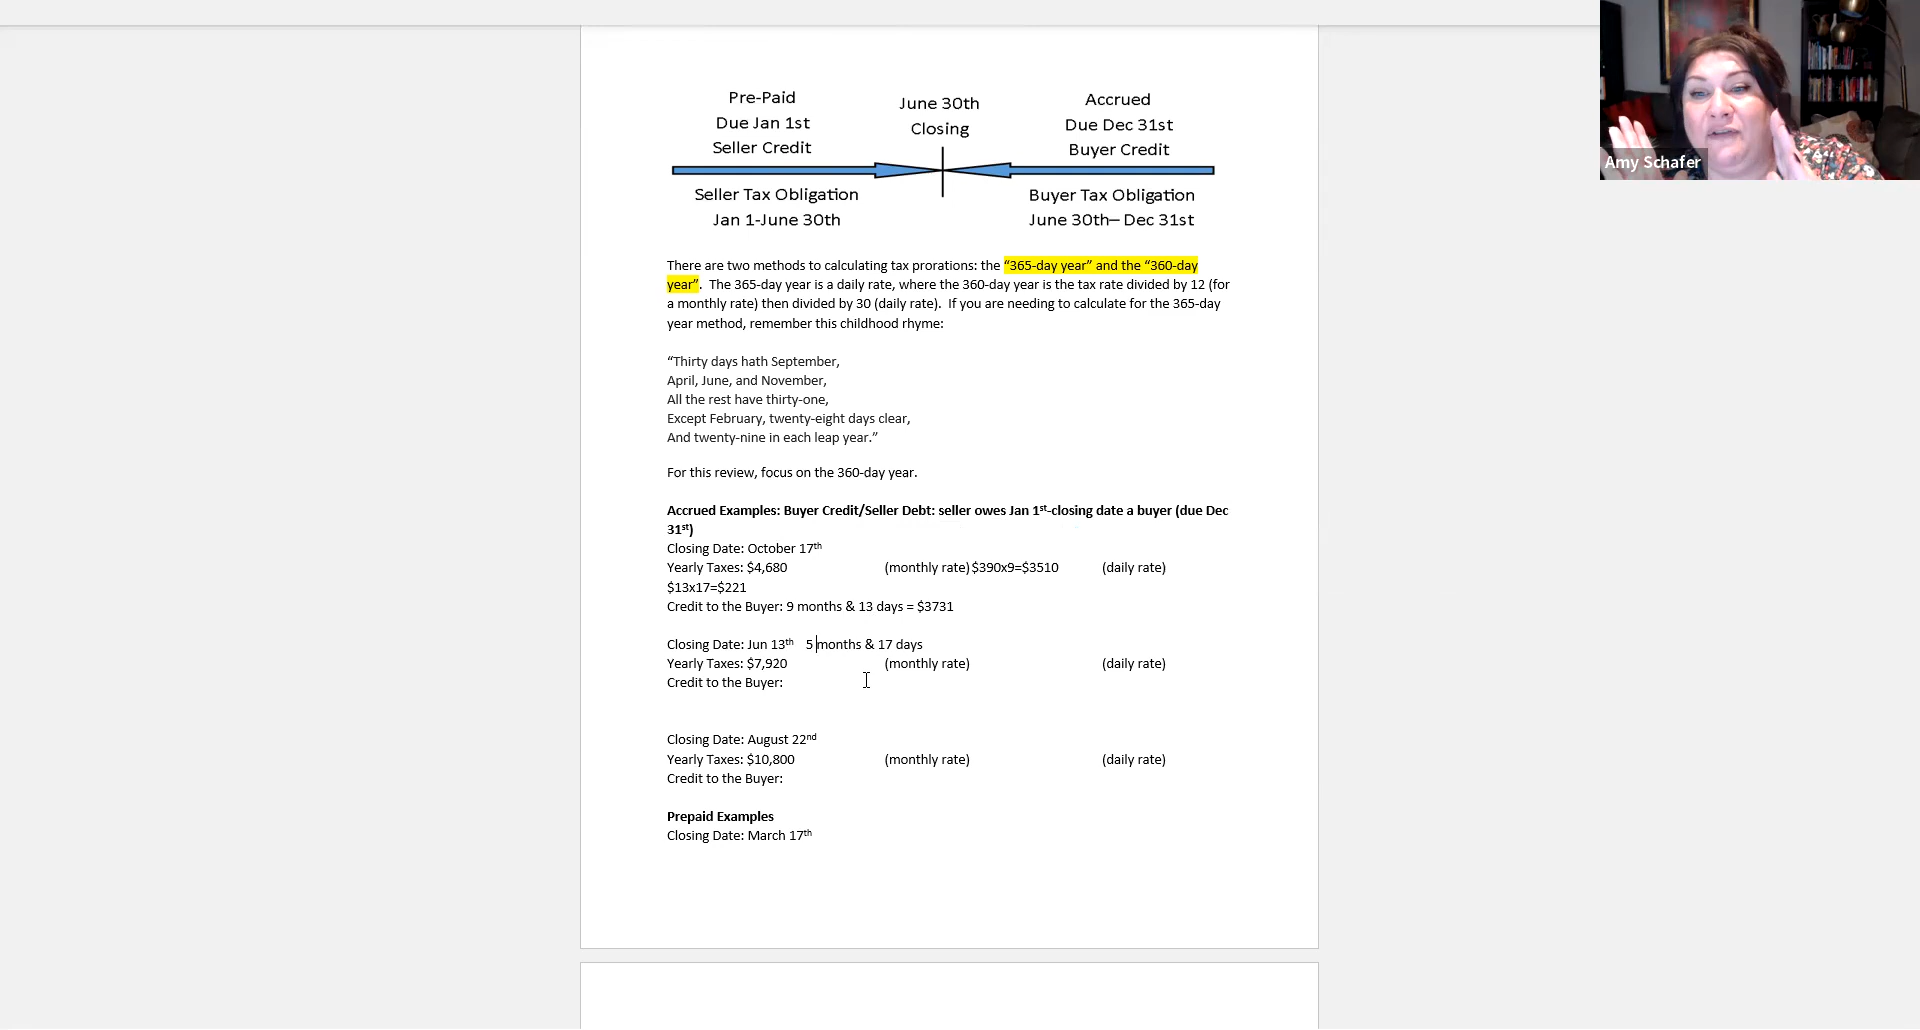 Pre-Paid
Due Jan 1st
Seller Credit
June 30th
Closing
Accrued
Due Dec 31st
Buyer Credit
Seller Tax Obligation
Jan 1-June 30th
Buyer Tax Obligation
June 30th— Dec 31st
There are two methods to calculating tax prorations: the “365-day year” and the “360-day
year”.  The 365-day year is a daily rate, where the 360-day year is the tax rate divided by 12 (for
a monthly rate) then divided by 30 (daily rate).  If you are needing to calculate for the 365-day
year method, remember this childhood rhyme:
“Thirty days hath September,
April, June, and November,
All the rest have thirty-one,
Except February, twenty-eight days clear,
And twenty-nine in each leap year.”
For this review, focus on the 360-day year.
Accrued Examples: Buyer Credit/Seller Debt: seller owes Jan 1st-closing date a buyer (due Dec
31st)
Closing Date: October 17th
Yearly Taxes: $4,680 (monthly rate) $390x9=$3510 (daily rate)
$13x17=$221
Credit to the Buyer: 9 months & 13 days = $3731
Closing Date: Jun 13th 5 months & 17 days
Yearly Taxes: $7,920 (monthly rate) (daily rate)
Credit to the Buyer:
Closing Date: August 22nd
Yearly Taxes: $10,800 (monthly rate) (daily rate)
Credit to the Buyer:
Prepaid Examples
Closing Date: March 17th
Amy Schafer